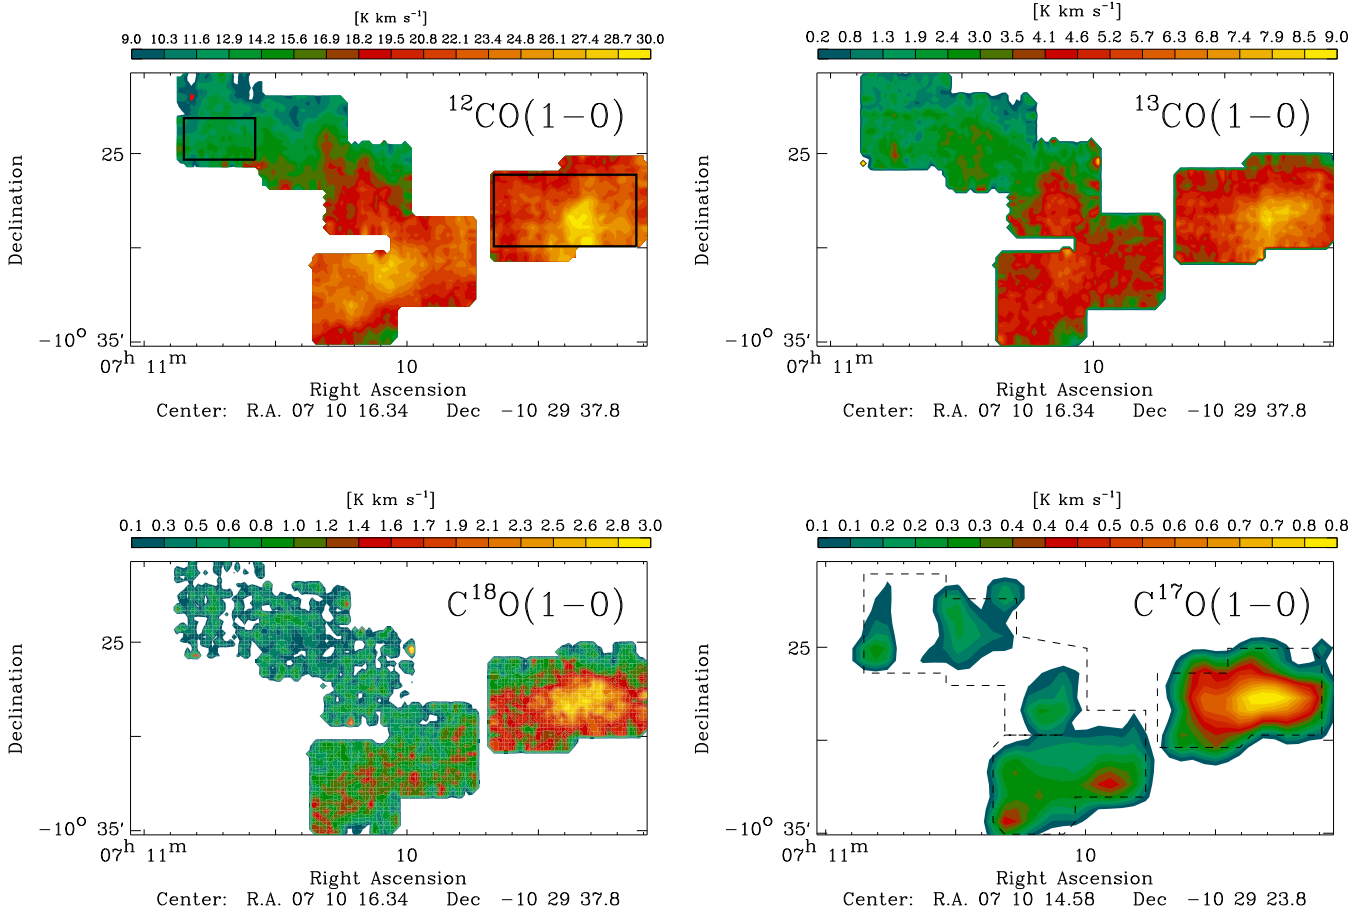 [K km s⁻¹]
9.0 10.3 11.6 12.9 14.2 15.6 16.9 18.2 19.5 20.8 22.1 23.4 24.8 26.1 27.4 28.7 30.0
¹²CO(1−0)
25
−10° 35'
07ʰ 11ᵐ 10
Declination
Right Ascension
Center: R.A. 07 10 16.34 Dec −10 29 37.8
[K km s⁻¹]
0.2 0.8 1.3 1.9 2.4 3.0 3.5 4.1 4.6 5.2 5.7 6.3 6.8 7.4 7.9 8.5 9.0
¹³CO(1−0)
25
−10° 35'
07ʰ 11ᵐ 10
Declination
Right Ascension
Center: R.A. 07 10 16.34 Dec −10 29 37.8
[K km s⁻¹]
0.1 0.3 0.5 0.6 0.8 1.0 1.2 1.4 1.6 1.7 1.9 2.1 2.3 2.5 2.6 2.8 3.0
C¹⁸O(1−0)
25
−10° 35'
07ʰ 11ᵐ 10
Declination
Right Ascension
Center: R.A. 07 10 16.34 Dec −10 29 37.8
[K km s⁻¹]
0.1 0.1 0.2 0.2 0.3 0.3 0.4 0.4 0.5 0.5 0.6 0.6 0.7 0.7 0.8 0.8
C¹⁷O(1−0)
25
−10° 35'
07ʰ 11ᵐ 10
Declination
Right Ascension
Center: R.A. 07 10 14.58 Dec −10 29 23.8